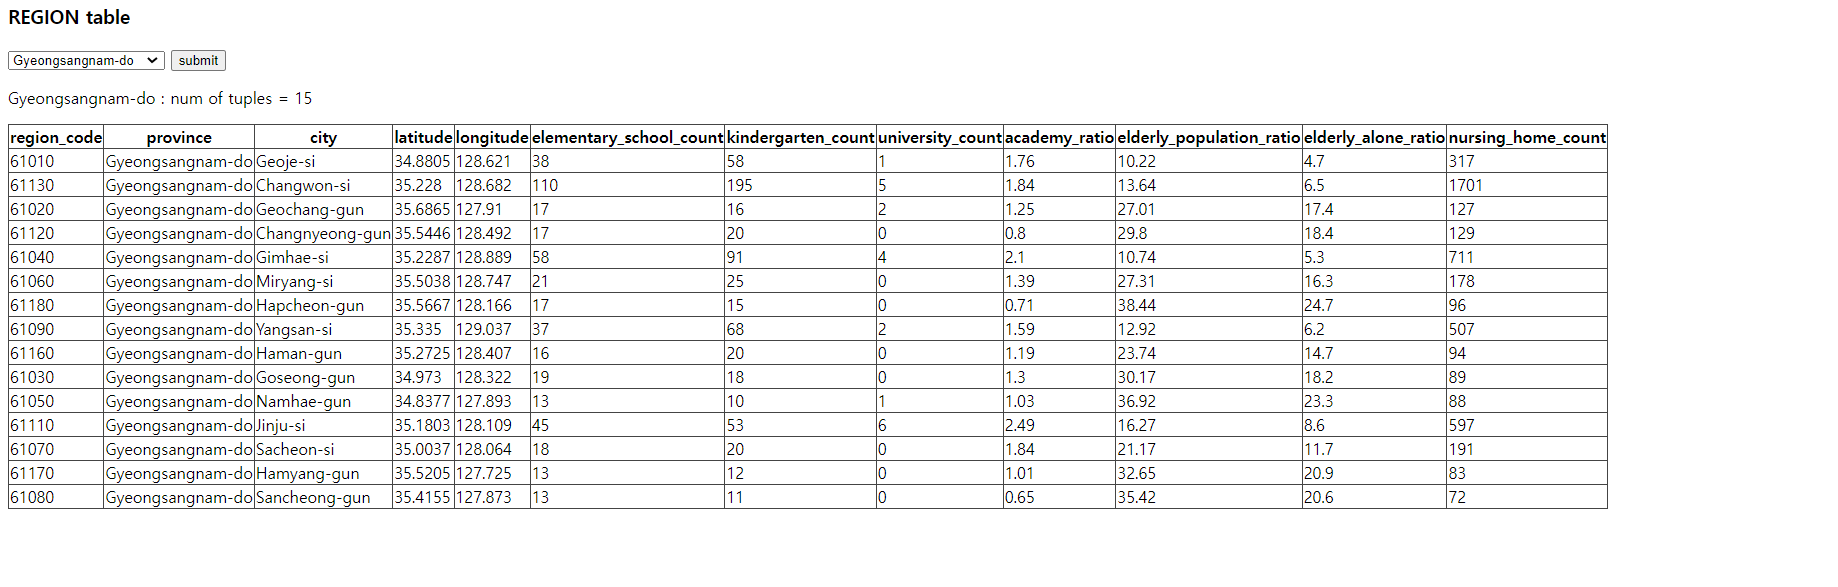 REGION table
Gyeongsangnam-do submit
Gyeongsangnam-do : num of tuples = 15
region_code province city latitude longitude elementary_school_count kindergarten_count university_count academy_ratio elderly_population_ratio elderly_alone_ratio nursing_home_count
61010 Gyeongsangnam-do Geoje-si 34.8805 128.621 38 58 1 1.76 10.22 4.7 317
61130 Gyeongsangnam-do Changwon-si 35.228 128.682 110 195 5 1.84 13.64 6.5 1701
61020 Gyeongsangnam-do Geochang-gun 35.6865 127.91 17 16 2 1.25 27.01 17.4 127
61120 Gyeongsangnam-do Changnyeong-gun 35.5446 128.492 17 20 0 0.8 29.8 18.4 129
61040 Gyeongsangnam-do Gimhae-si 35.2287 128.889 58 91 4 2.1 10.74 5.3 711
61060 Gyeongsangnam-do Miryang-si 35.5038 128.747 21 25 0 1.39 27.31 16.3 178
61180 Gyeongsangnam-do Hapcheon-gun 35.5667 128.166 17 15 0 0.71 38.44 24.7 96
61090 Gyeongsangnam-do Yangsan-si 35.335 129.037 37 68 2 1.59 12.92 6.2 507
61160 Gyeongsangnam-do Haman-gun 35.2725 128.407 16 20 0 1.19 23.74 14.7 94
61030 Gyeongsangnam-do Goseong-gun 34.973 128.322 19 18 0 1.3 30.17 18.2 89
61050 Gyeongsangnam-do Namhae-gun 34.8377 127.893 13 10 1 1.03 36.92 23.3 88
61110 Gyeongsangnam-do Jinju-si 35.1803 128.109 45 53 6 2.49 16.27 8.6 597
61070 Gyeongsangnam-do Sacheon-si 35.0037 128.064 18 20 0 1.84 21.17 11.7 191
61170 Gyeongsangnam-do Hamyang-gun 35.5205 127.725 13 12 0 1.01 32.65 20.9 83
61080 Gyeongsangnam-do Sancheong-gun 35.4155 127.873 13 11 0 0.65 35.42 20.6 72